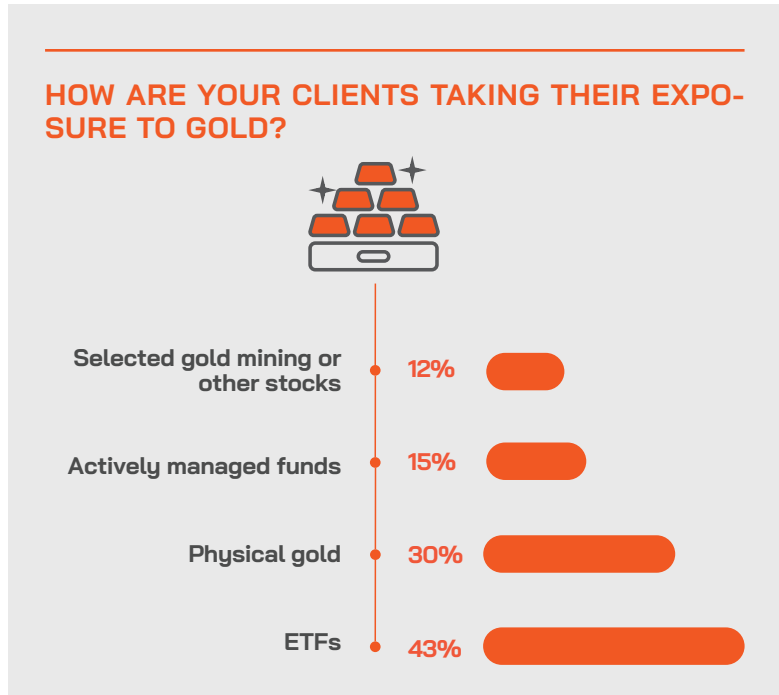 HOW ARE YOUR CLIENTS TAKING THEIR EXPO-
SURE TO GOLD?
Selected gold mining or
other stocks
12%
Actively managed funds
15%
Physical gold
30%
ETFs
43%